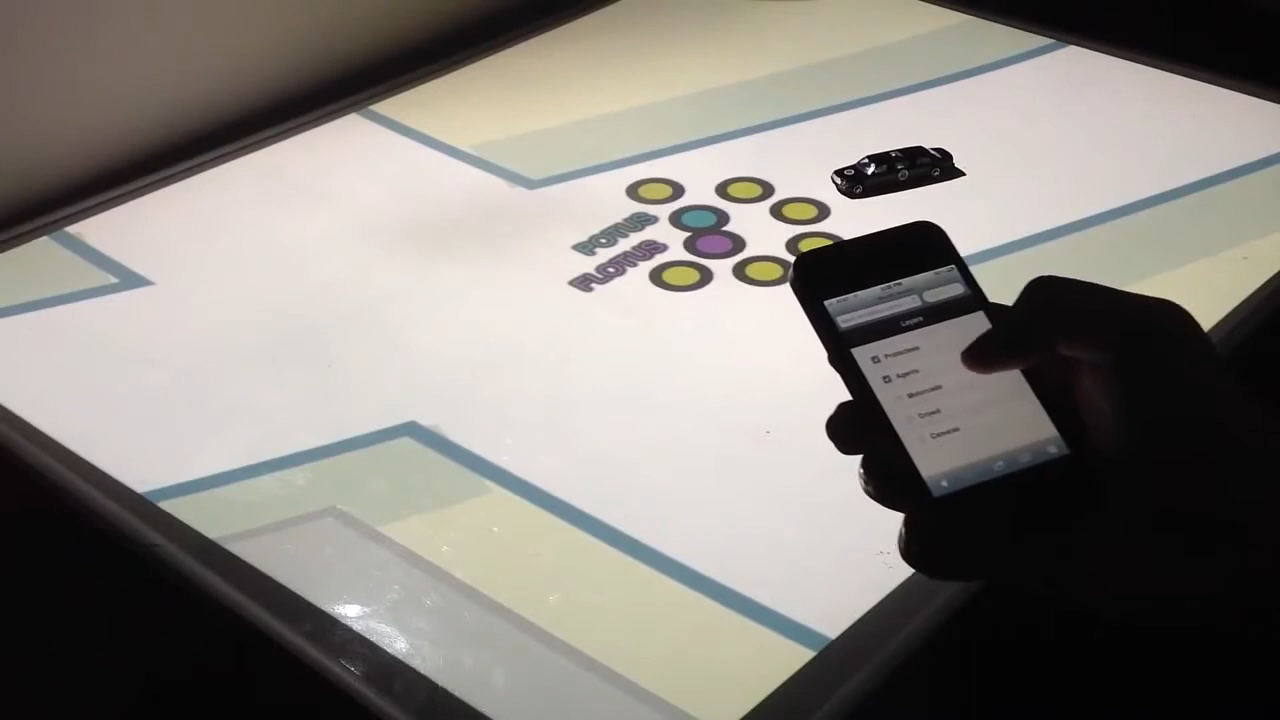 POTUS
FLOTUS
Layers
Protectees
Agents
Motorcade
Crowd
Cameras